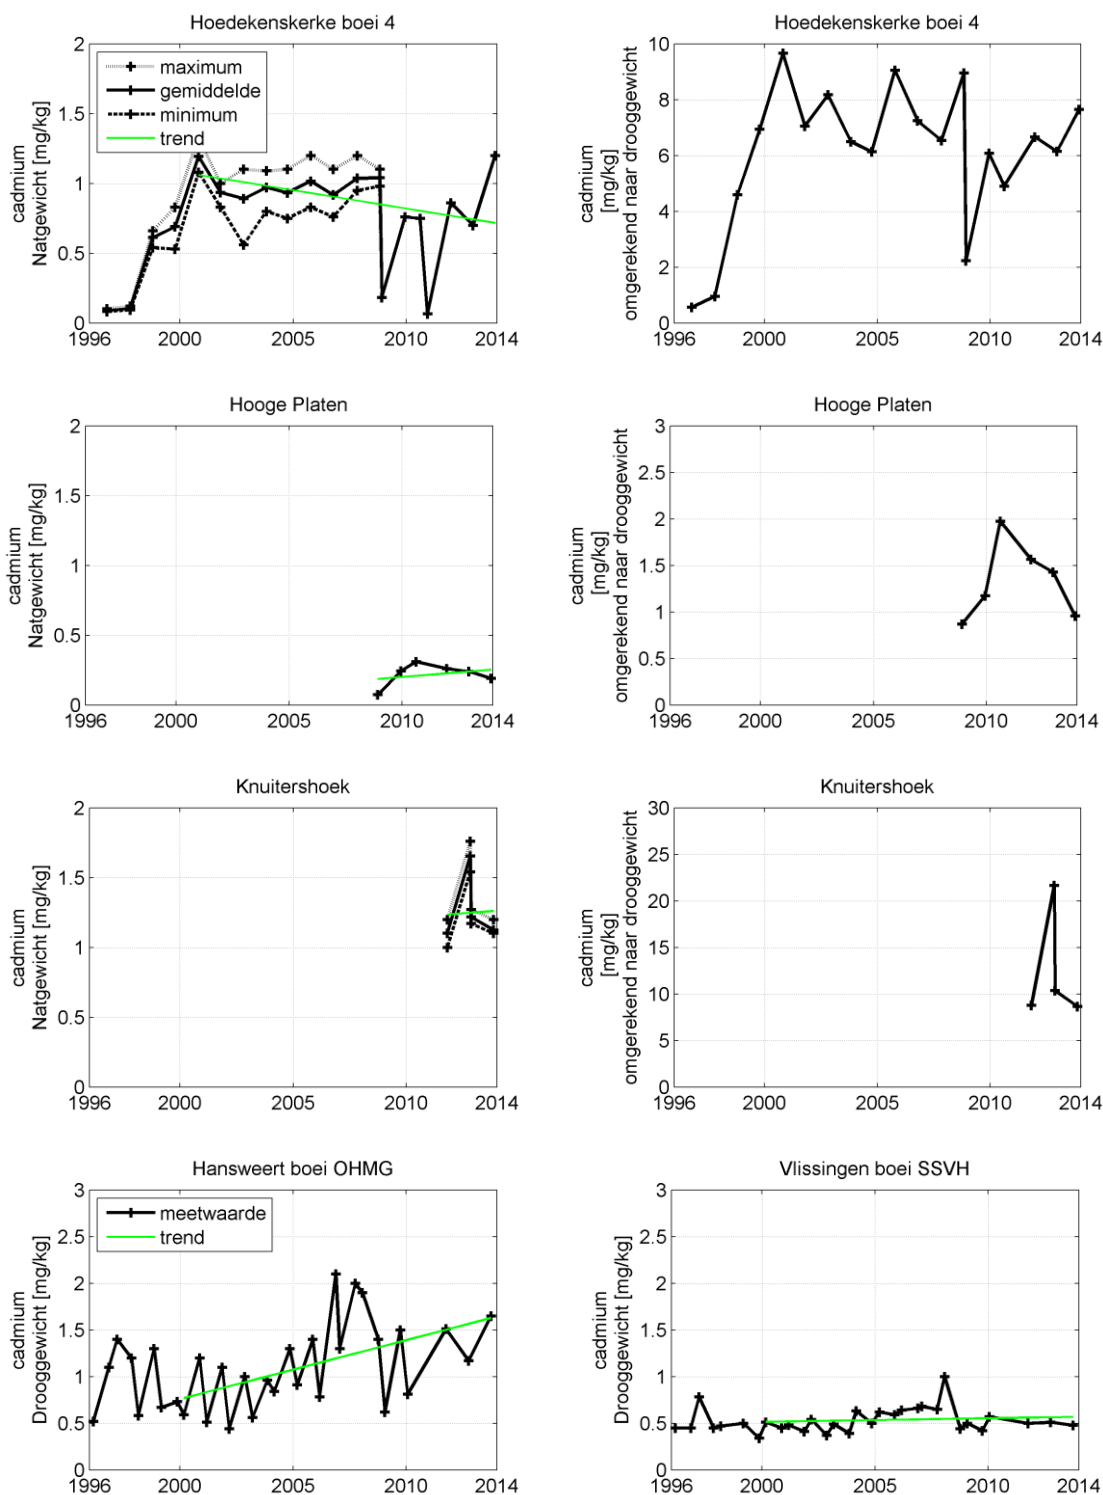 Hoedekenskerke boei 4
cadmium
Natgewicht [mg/kg]
2
1.5
1
0.5
0
maximum
gemiddelde
minimum
trend
1996
2000
2005
2010
2014
Hoedekenskerke boei 4
cadmium
[mg/kg]
omgerekend naar drooggewicht
10
8
6
4
2
0
1996
2000
2005
2010
2014
Hooge Platen
cadmium
Natgewicht [mg/kg]
2
1.5
1
0.5
0
1996
2000
2005
2010
2014
Hooge Platen
cadmium
[mg/kg]
omgerekend naar drooggewicht
3
2.5
2
1.5
1
0.5
0
1996
2000
2005
2010
2014
Knuitershoek
cadmium
Natgewicht [mg/kg]
2
1.5
1
0.5
0
1996
2000
2005
2010
2014
Knuitershoek
cadmium
[mg/kg]
omgerekend naar drooggewicht
30
25
20
15
10
5
0
1996
2000
2005
2010
2014
Hansweert boei OHMG
cadmium
Drooggewicht [mg/kg]
3
2.5
2
1.5
1
0.5
0
meetwaarde
trend
1996
2000
2005
2010
2014
Vlissingen boei SSVH
cadmium
Drooggewicht [mg/kg]
3
2.5
2
1.5
1
0.5
0
1996
2000
2005
2010
2014